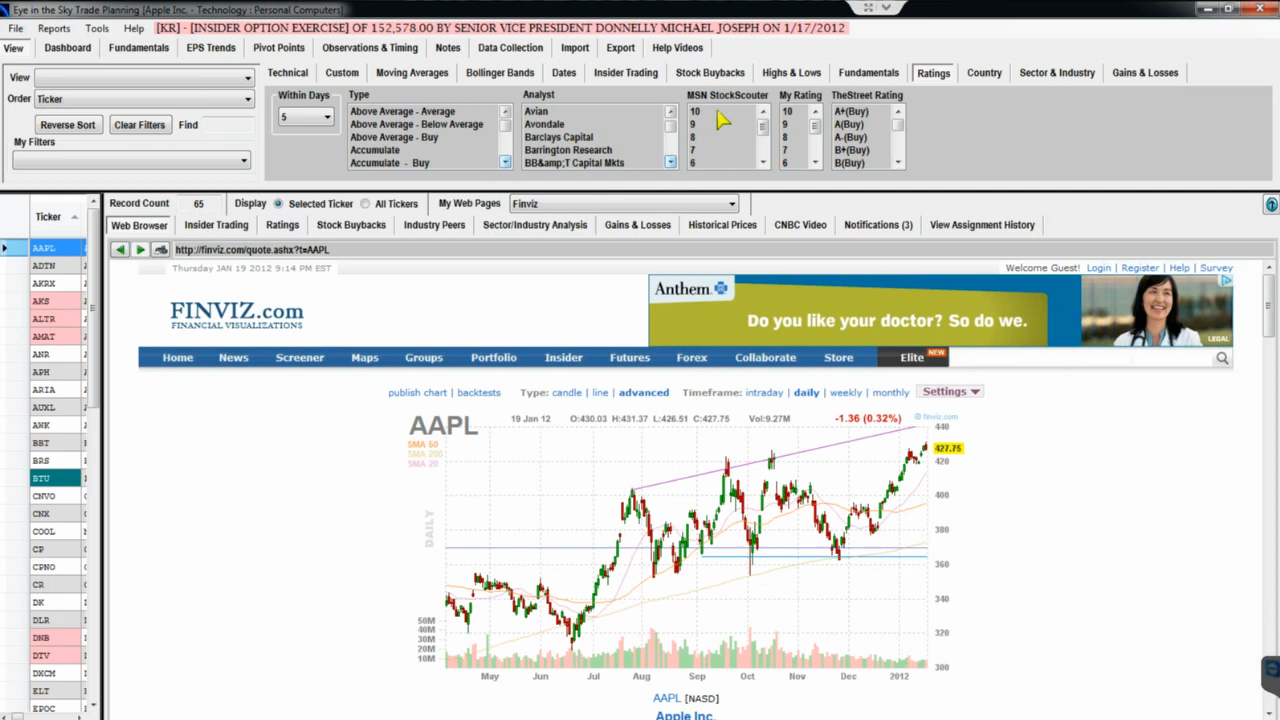 Eye in the Sky Trade Planning [Apple Inc. - Technology : Personal Computers]
File Reports Tools Help [KR] - [INSIDER OPTION EXERCISE] OF 152,578.00 BY SENIOR VICE PRESIDENT DONNELLY MICHAEL JOSEPH ON 1/17/2012
View Dashboard Fundamentals EPS Trends Pivot Points Observations & Timing Notes Data Collection Import Export Help Videos
View
Order Ticker
Reverse Sort Clear Filters Find
My Filters
Technical Custom Moving Averages Bollinger Bands Dates Insider Trading Stock Buybacks Highs & Lows Fundamentals Ratings Country Sector & Industry Gains & Losses
Within Days Type Analyst MSN StockScouter My Rating TheStreet Rating
5
Above Average - Average Avian 10 10 A+(Buy)
Above Average - Below Average Avondale 9 9 A(Buy)
Above Average - Buy Barclays Capital 8 8 A-(Buy)
Accumulate Barrington Research 7 7 B+(Buy)
Accumulate - Buy BB&amp;T Capital Mkts 6 6 B(Buy)
Record Count 65 Display Selected Ticker All Tickers My Web Pages Finviz
Web Browser Insider Trading Ratings Stock Buybacks Industry Peers Sector/Industry Analysis Gains & Losses Historical Prices CNBC Video Notifications (3) View Assignment History
http://finviz.com/quote.ashx?t=AAPL
Ticker
AAPL
ADTN
AKRX
AKS
ALTR
AMAT
ANR
APH
ARIA
AUXL
AWK
BBT
BRS
BTU
CNVO
CNX
COOL
CP
CPNO
CR
DK
DLR
DNB
DTV
DXCM
ELT
EPOC
Thursday JAN 19 2012 9:14 PM EST Welcome Guest! Login | Register | Help | Survey
FINVIZ.com
FINANCIAL VISUALIZATIONS
Anthem.
Do you like your doctor? So do we.
LEGAL
Home News Screener Maps Groups Portfolio Insider Futures Forex Collaborate Store Elite NEW
publish chart | backtests Type: candle | line | advanced Timeframe: intraday | daily | weekly | monthly Settings
AAPL 19 Jan 12 O:430.03 H:431.37 L:426.51 C:427.75 Vol:9.27M -1.36 (0.32%) © finviz.com
SMA 50
SMA 200
SMA 20
DAILY
440
427.75
420
400
380
360
340
320
300
50M
40M
30M
20M
10M
May Jun Jul Aug Sep Oct Nov Dec 2012
AAPL [NASD]
Apple Inc.